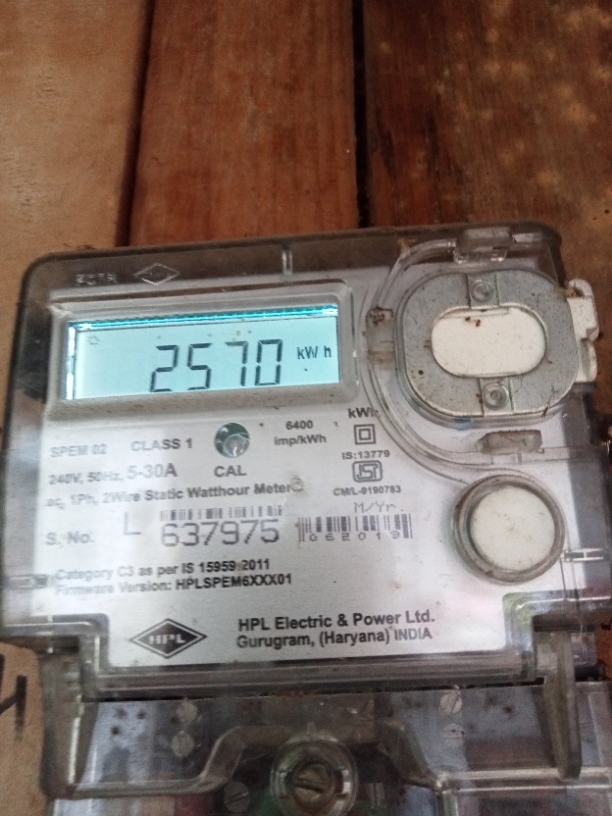 2570 kWh
SPEM 02 CLASS 1
6400
imp/kWh
kWh
240V, 50Hz, 5-30A CAL
IS:13779
ISI
CM/L-9190783
ac, 1Ph, 2Wire Static Watthour Meter
M/Yr.
S. No. L 637975 062019
Category C3 as per IS 15959:2011
Firmware Version: HPLSPEM6XXX01
HPL
HPL Electric & Power Ltd.
Gurugram, (Haryana) INDIA